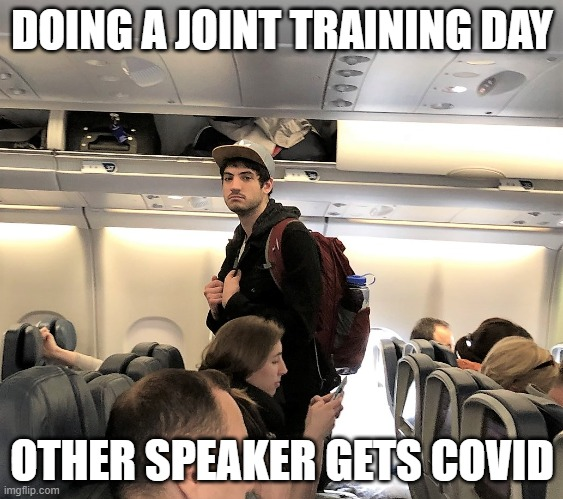 DOING A JOINT TRAINING DAY
OTHER SPEAKER GETS COVID
imgflip.com